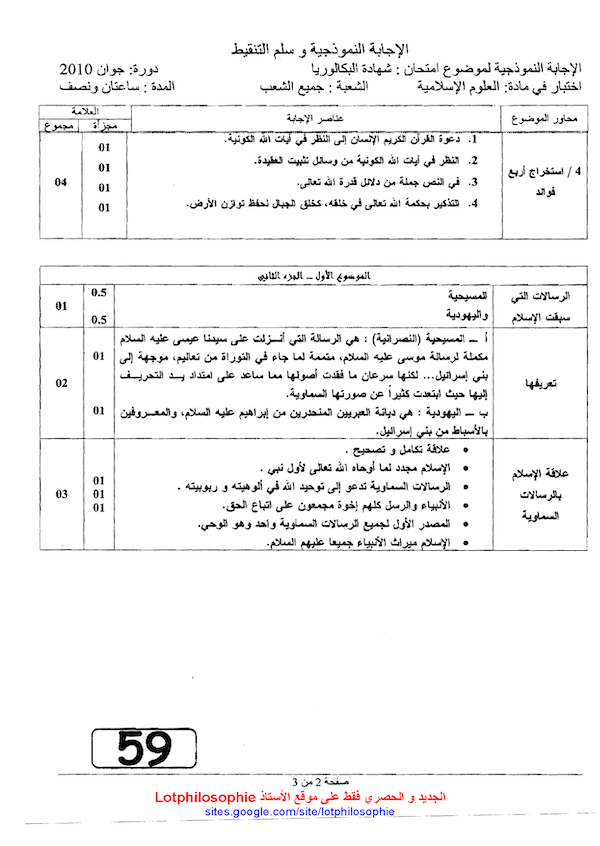 الإجابة النموذجية و سلم التنقيط
الإجابة النموذجية لموضوع امتحان : شهادة البكالوريا دورة: جوان 2010
اختبار في مادة: العلوم الإسلامية الشعبة : جميع الشعب المدة : ساعتان ونصف
محاور الموضوع عناصر الإجابة العلامة
مجزأة مجموع
4 / استخراج أربع فوائد
1. دعوة القرآن الكريم الإنسان إلى النظر في آيات الله الكونية. 01
2. النظر في آيات الله الكونية من وسائل تثبيت العقيدة. 01
3. في النص جملة من دلائل قدرة الله تعالى. 01 04
4. التذكير بحكمة الله تعالى في خلقه، كخلق الجبال لحفظ توازن الأرض. 01
الموضوع الأول – الجزء الثاني
الرسالات التي المسيحية 0.5 01
سبقت الإسلام واليهودية 0.5
تعريفها
أ – المسيحية (النصرانية) : هي الرسالة التي أنزلت على سيدنا عيسى عليه السلام
مكملة لرسالة موسى عليه السلام، متممة لما جاء في التوراة من تعاليم، موجهة إلى 01
بني إسرائيل... لكنها سرعان ما فقدت أصولها مما ساعد على امتداد يد التحريف 02
إليها حيث ابتعدت كثيراً عن صورتها السماوية.
ب – اليهودية : هي ديانة العبريين المنحدرين من إبراهيم عليه السلام، والمعروفين 01
بالأسباط من بني إسرائيل.
علاقة الإسلام بالرسالات السماوية
• علاقة تكامل و تصحيح .
• الإسلام مجدد لما أوحاه الله تعالى لأول نبي .
• الرسالات السماوية تدعو إلى توحيد الله في ألوهيته و ربوبيته . 01
• الأنبياء والرسل كلهم إخوة مجمعون على اتباع الحق. 01 03
• المصدر الأول لجميع الرسالات السماوية واحد وهو الوحي. 01
• الإسلام ميراث الأنبياء جميعا عليهم السلام.
59
صفحة 2 من 3
الجديد و الحصري فقط على موقع الأستاذ Lotphilosophie
sites.google.com/site/lotphilosophie